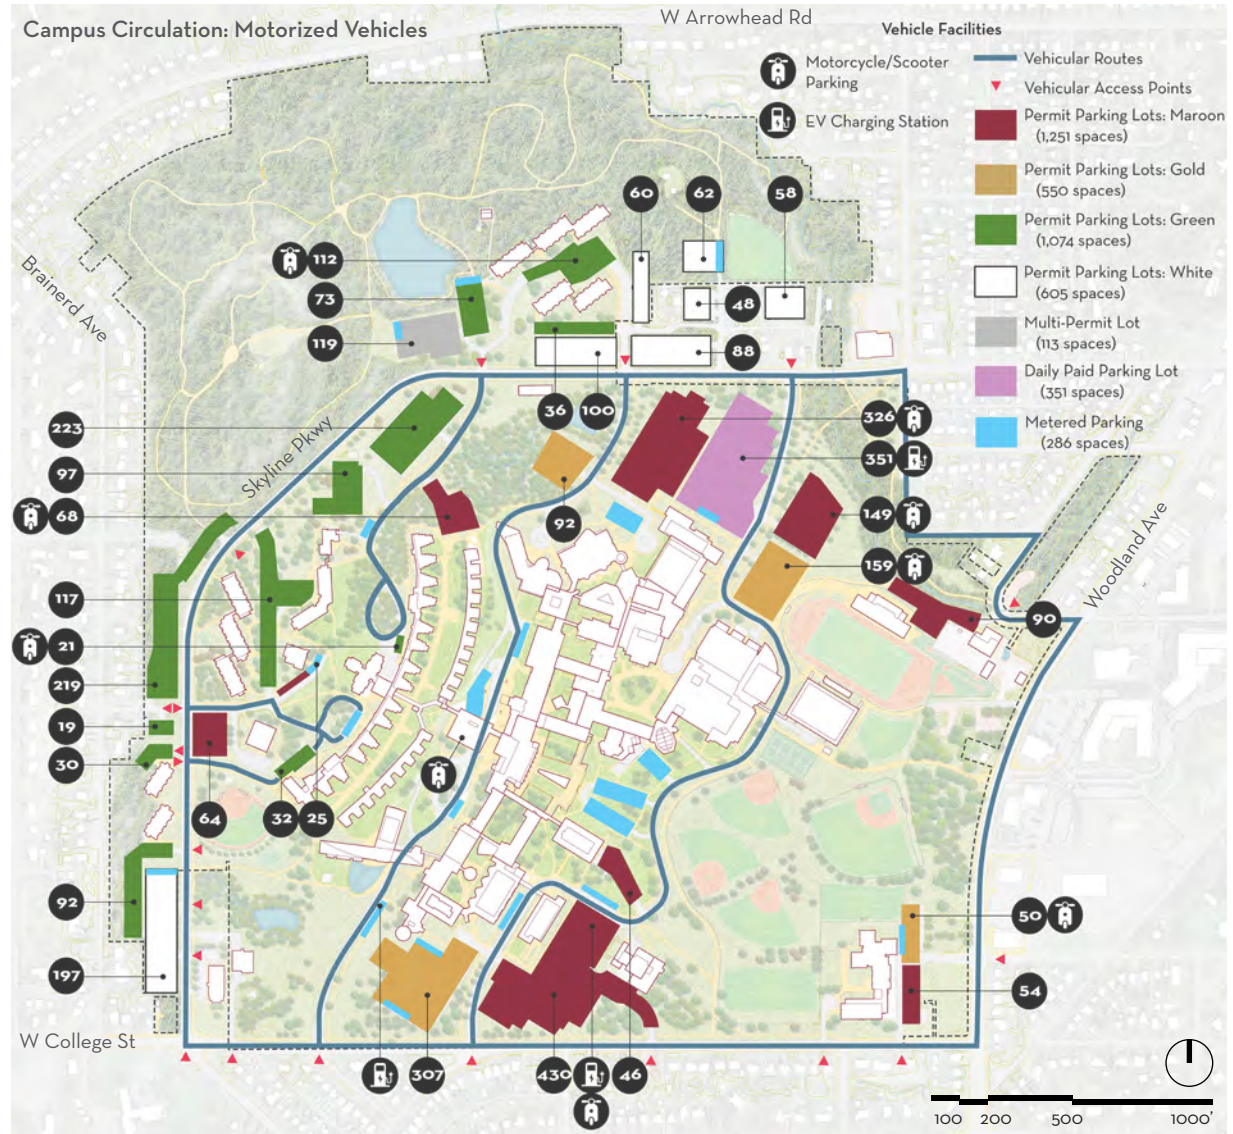 Campus Circulation: Motorized Vehicles
W Arrowhead Rd
Vehicle Facilities
Motorcycle/Scooter
Parking
EV Charging Station
Vehicular Routes
Vehicular Access Points
Permit Parking Lots: Maroon
(1,251 spaces)
Permit Parking Lots: Gold
(550 spaces)
Permit Parking Lots: Green
(1,074 spaces)
Permit Parking Lots: White
(605 spaces)
Multi-Permit Lot
(113 spaces)
Daily Paid Parking Lot
(351 spaces)
Metered Parking
(286 spaces)
Brainerd Ave
Skyline Pkwy
Woodland Ave
W College St
60
62
58
112
73
48
119
88
36
100
223
326
97
351
68
92
149
159
117
90
21
219
19
30
64
32
25
92
50
197
54
307
430
46
100
200
500
1000'